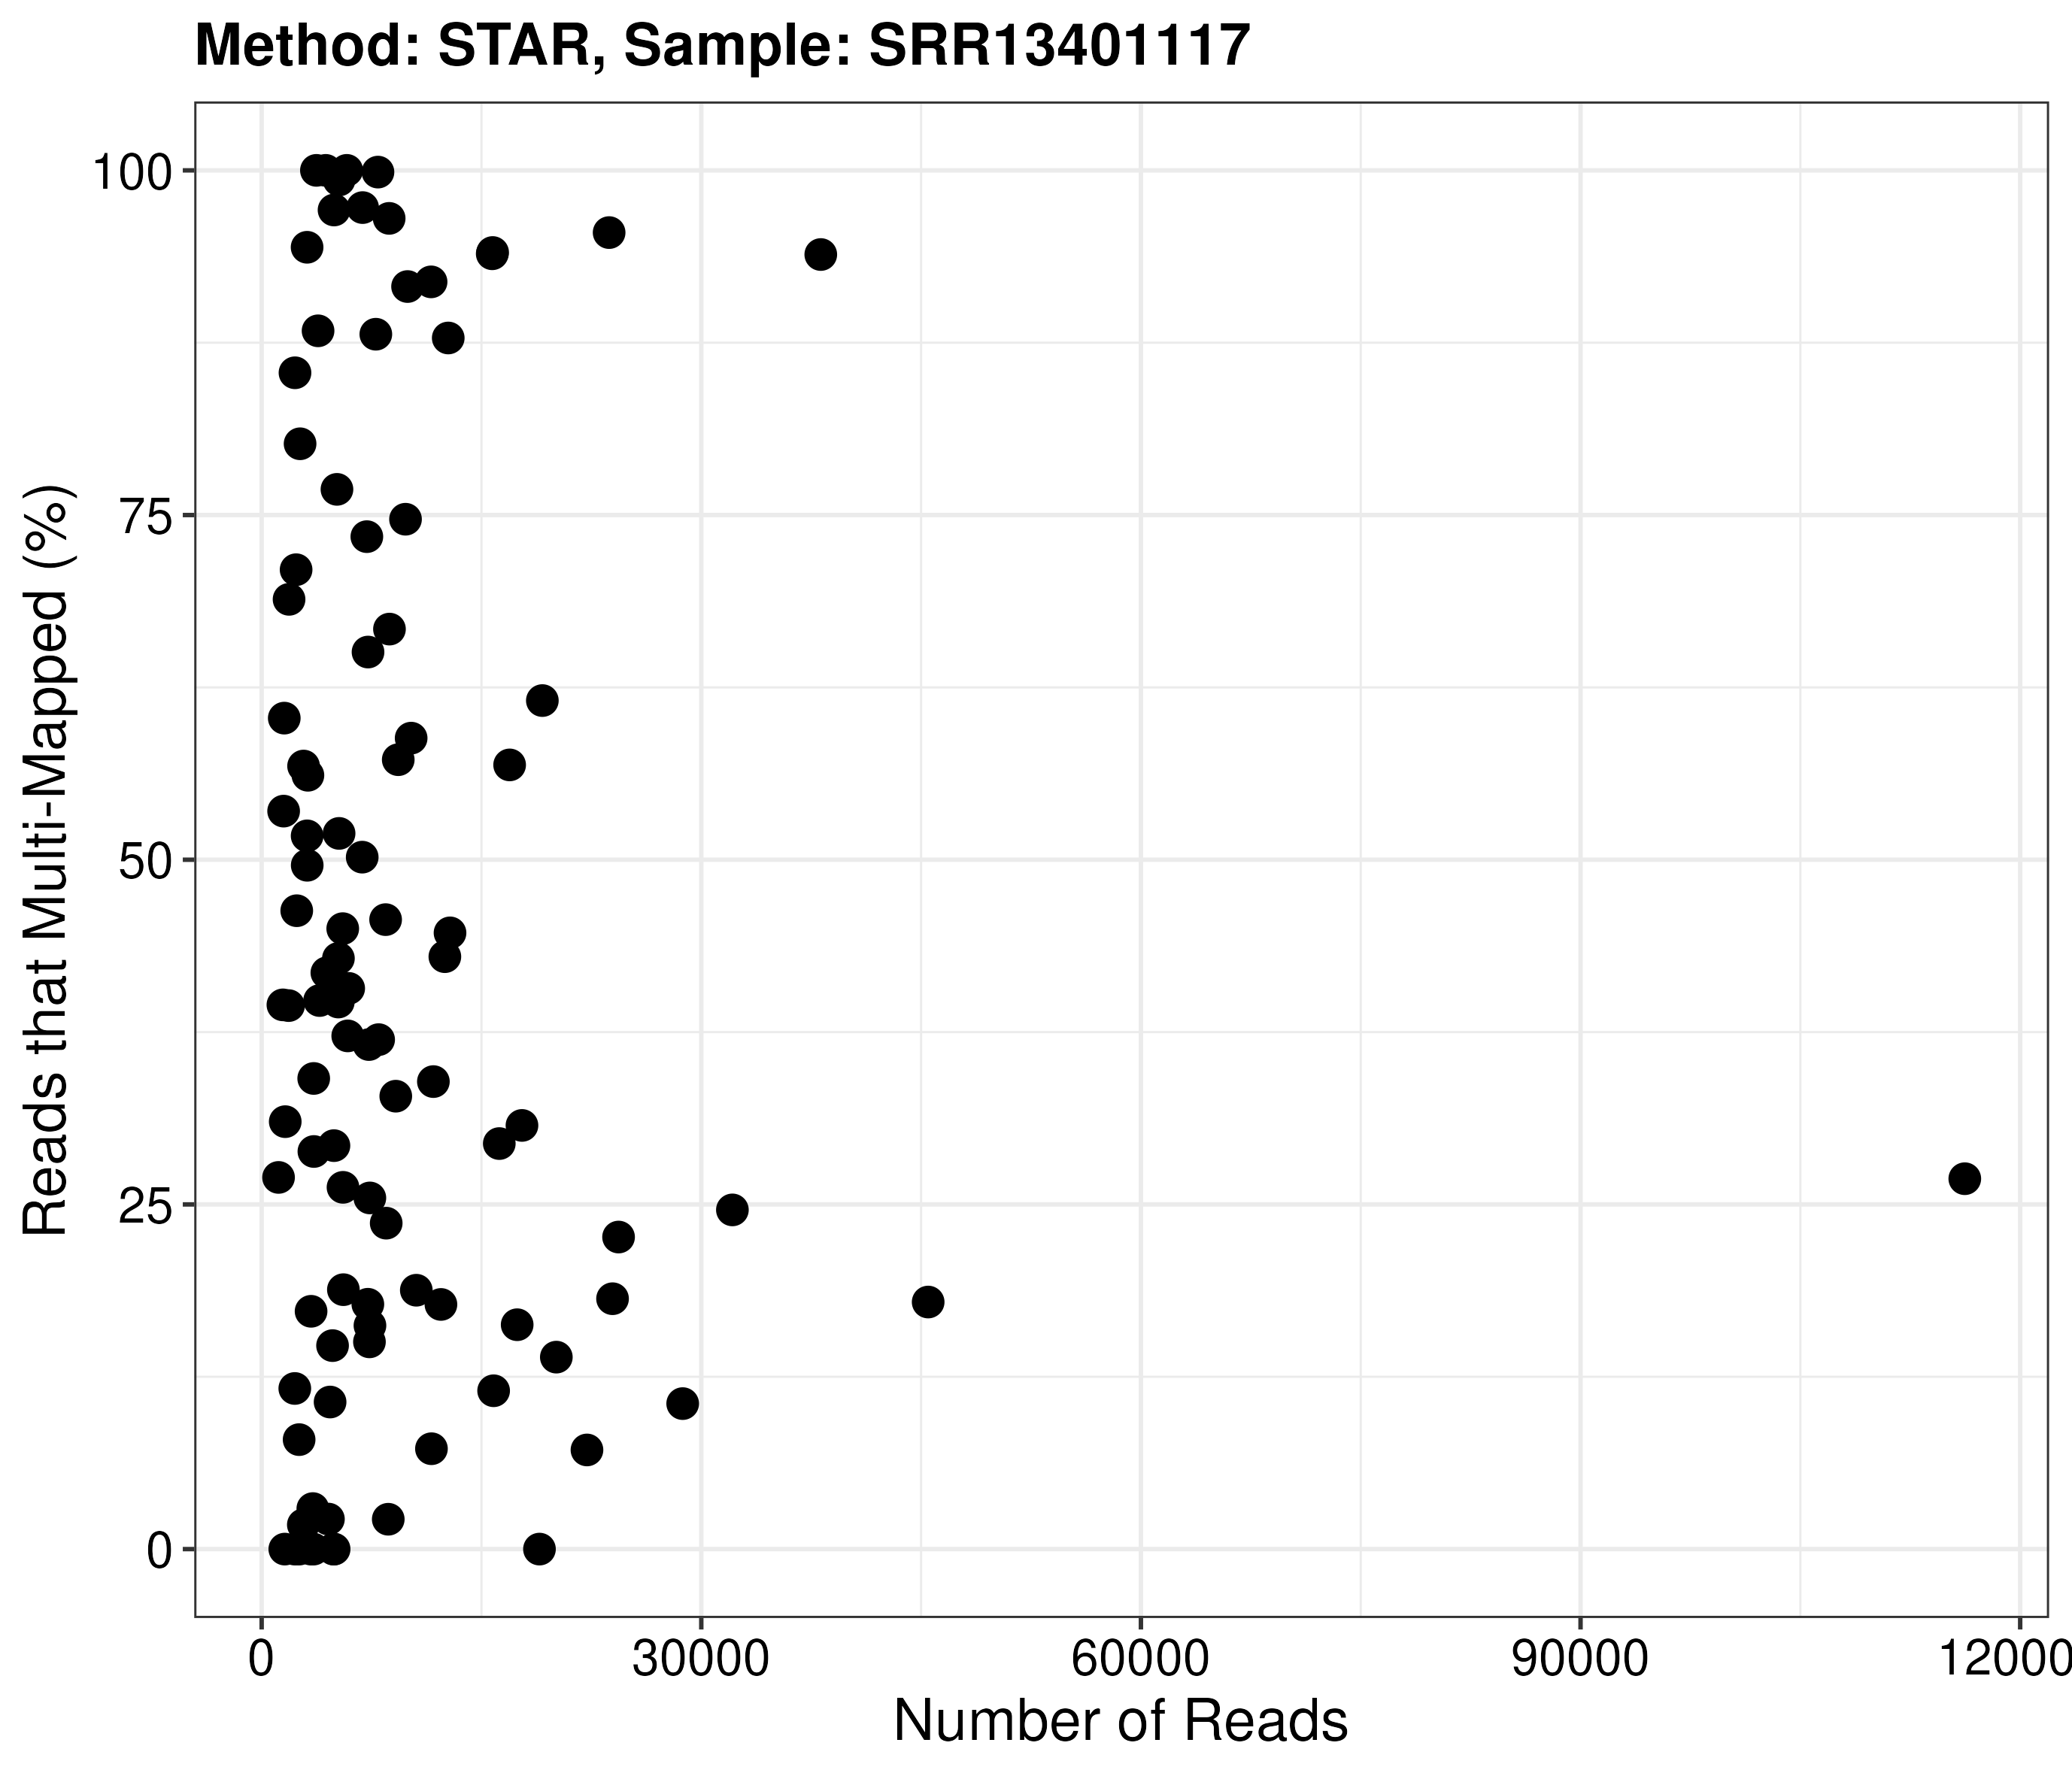 Method: STAR, Sample: SRR13401117
Reads that Multi-Mapped (%)
100
75
50
25
0
0 30000 60000 90000 12000
Number of Reads